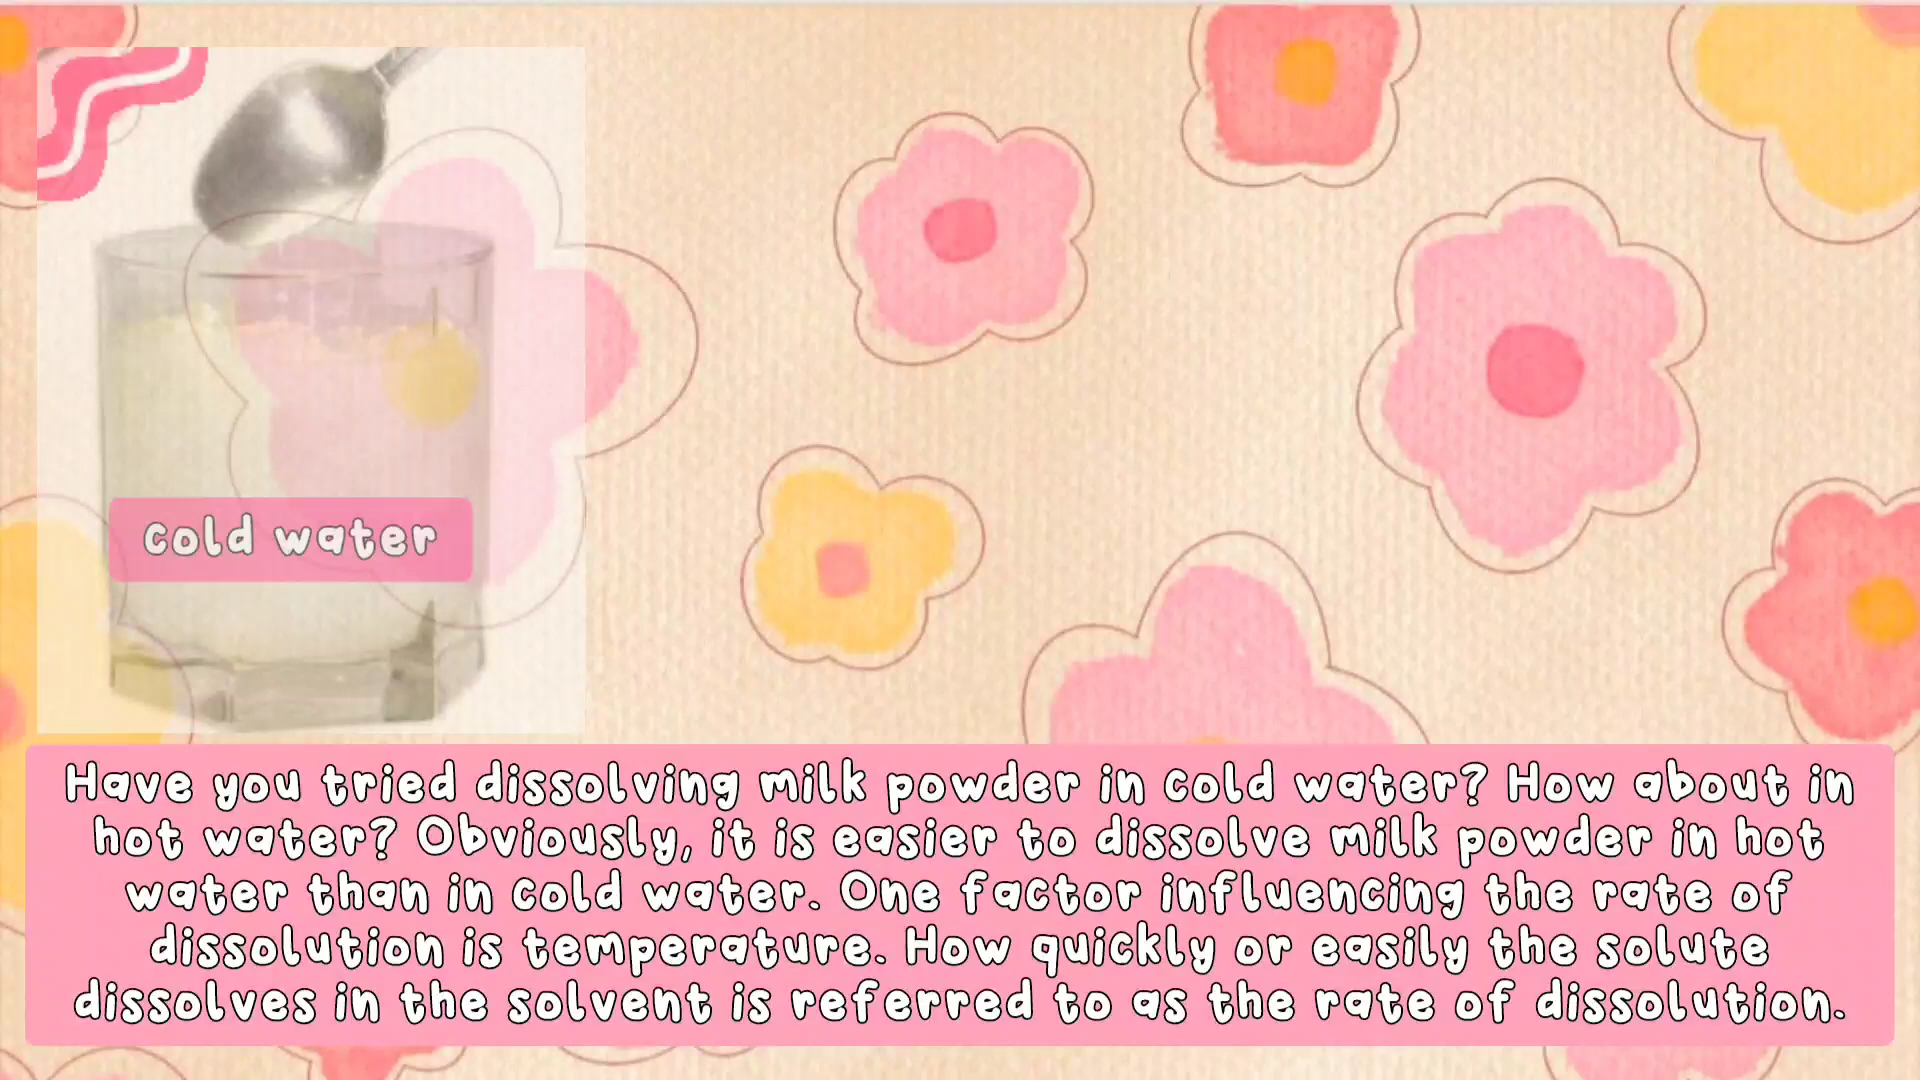 cold water
Have you tried dissolving milk powder in cold water? How about in
hot water? Obviously, it is easier to dissolve milk powder in hot
water than in cold water. One factor influencing the rate of
dissolution is temperature. How quickly or easily the solute
dissolves in the solvent is referred to as the rate of dissolution.